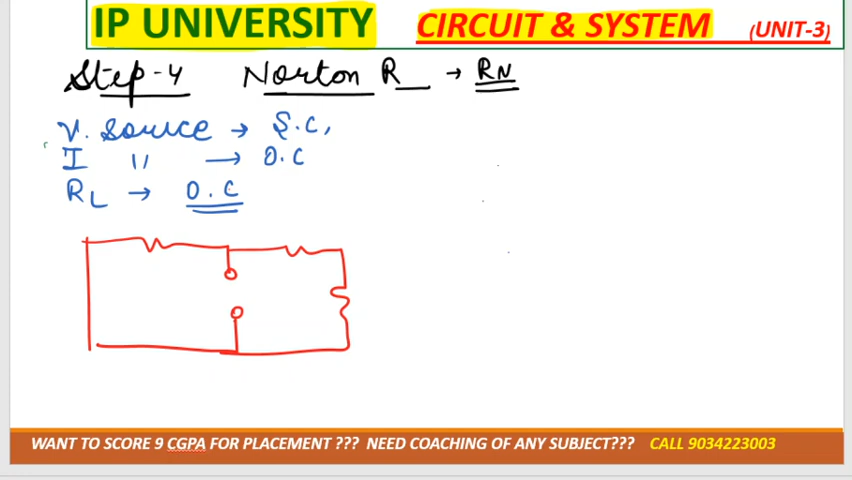 IP UNIVERSITY CIRCUIT & SYSTEM (UNIT-3)
Step-4 Norton R__ → RN
V. Source → S.C,
I " → O.C
RL → O.C
WANT TO SCORE 9 CGPA FOR PLACEMENT ??? NEED COACHING OF ANY SUBJECT??? CALL 9034223003